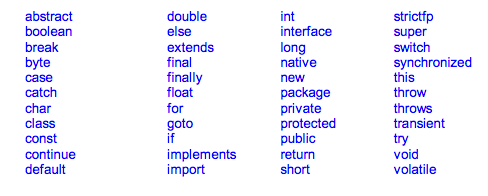 abstract double int strictfp
boolean else interface super
break extends long switch
byte final native synchronized
case finally new this
catch float package throw
char for private throws
class goto protected transient
const if public try
continue implements return void
default import short volatile